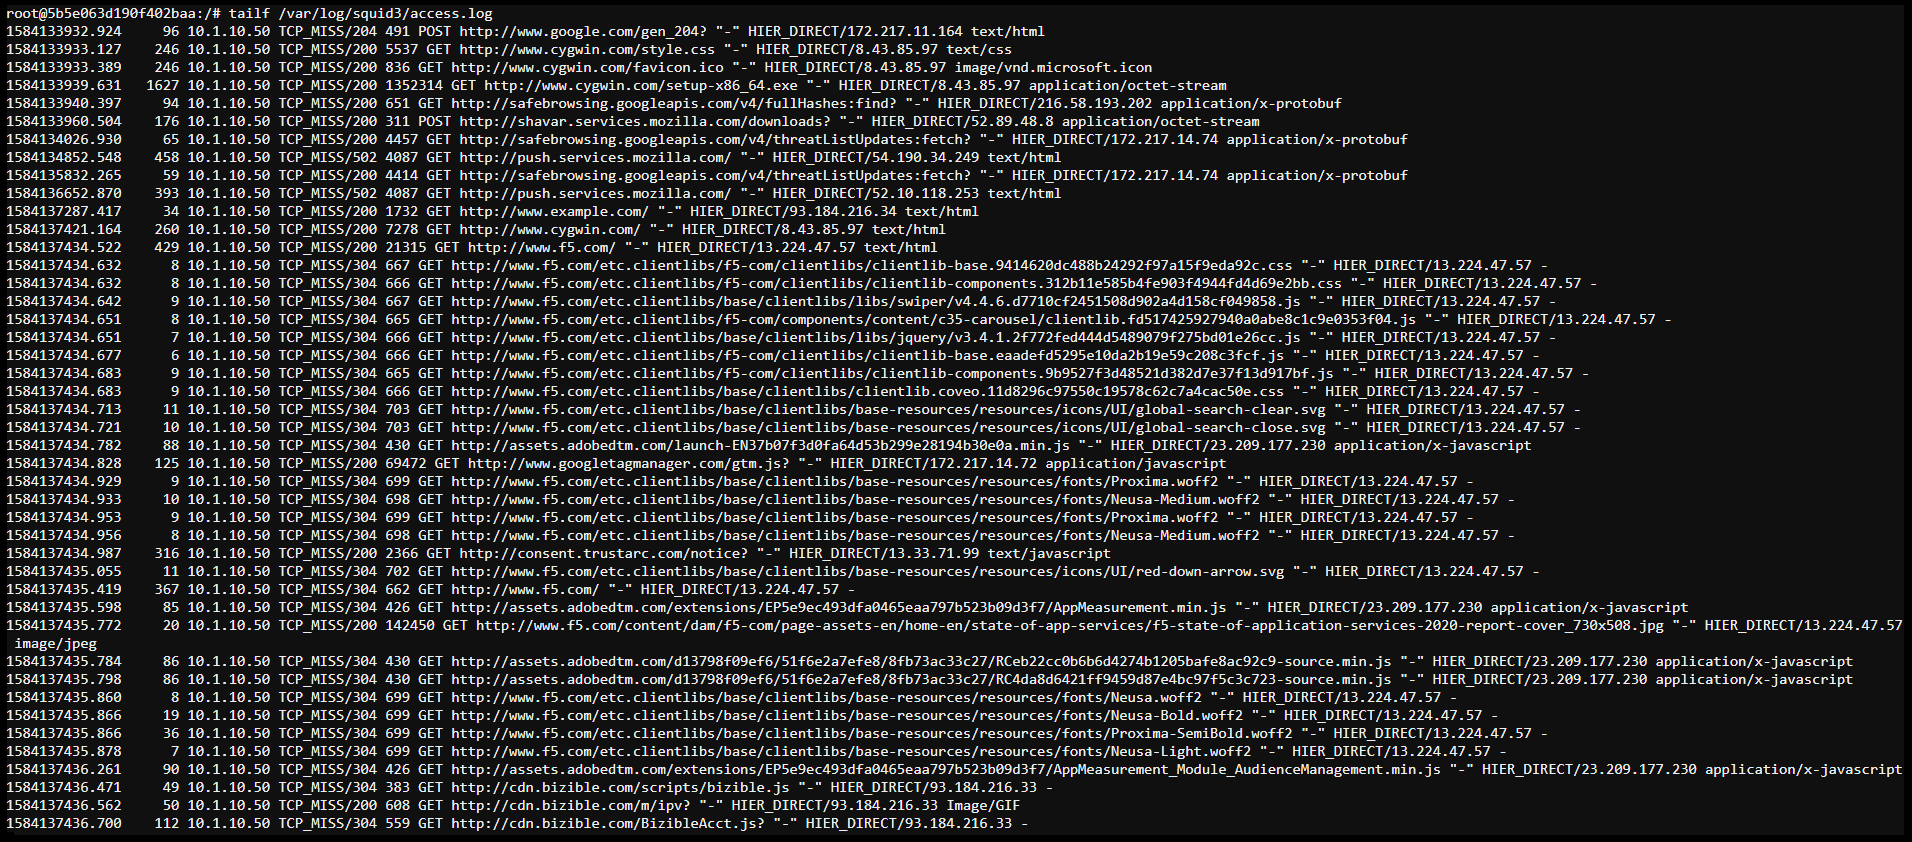 root@5b5e063d190f402baa:/# tailf /var/log/squid3/access.log
1584133932.924     96 10.1.10.50 TCP_MISS/204 491 POST http://www.google.com/gen_204? "-" HIER_DIRECT/172.217.11.164 text/html
1584133933.127    246 10.1.10.50 TCP_MISS/200 5537 GET http://www.cygwin.com/style.css "-" HIER_DIRECT/8.43.85.97 text/css
1584133933.389    246 10.1.10.50 TCP_MISS/200 836 GET http://www.cygwin.com/favicon.ico "-" HIER_DIRECT/8.43.85.97 image/vnd.microsoft.icon
1584133939.631   1627 10.1.10.50 TCP_MISS/200 1352314 GET http://www.cygwin.com/setup-x86_64.exe "-" HIER_DIRECT/8.43.85.97 application/octet-stream
1584133940.397     94 10.1.10.50 TCP_MISS/200 651 GET http://safebrowsing.googleapis.com/v4/fullHashes:find? "-" HIER_DIRECT/216.58.193.202 application/x-protobuf
1584133960.504    176 10.1.10.50 TCP_MISS/200 311 POST http://shavar.services.mozilla.com/downloads? "-" HIER_DIRECT/52.89.48.8 application/octet-stream
1584134026.930     65 10.1.10.50 TCP_MISS/200 4457 GET http://safebrowsing.googleapis.com/v4/threatListUpdates:fetch? "-" HIER_DIRECT/172.217.14.74 application/x-protobuf
1584134852.548    458 10.1.10.50 TCP_MISS/502 4087 GET http://push.services.mozilla.com/ "-" HIER_DIRECT/54.190.34.249 text/html
1584135832.265     59 10.1.10.50 TCP_MISS/200 4414 GET http://safebrowsing.googleapis.com/v4/threatListUpdates:fetch? "-" HIER_DIRECT/172.217.14.74 application/x-protobuf
1584136652.870    393 10.1.10.50 TCP_MISS/502 4087 GET http://push.services.mozilla.com/ "-" HIER_DIRECT/52.10.118.253 text/html
1584137287.417     34 10.1.10.50 TCP_MISS/200 1732 GET http://www.example.com/ "-" HIER_DIRECT/93.184.216.34 text/html
1584137421.164    260 10.1.10.50 TCP_MISS/200 7278 GET http://www.cygwin.com/ "-" HIER_DIRECT/8.43.85.97 text/html
1584137434.522    429 10.1.10.50 TCP_MISS/200 21315 GET http://www.f5.com/ "-" HIER_DIRECT/13.224.47.57 text/html
1584137434.632      8 10.1.10.50 TCP_MISS/304 667 GET http://www.f5.com/etc.clientlibs/f5-com/clientlibs/clientlib-base.9414620dc488b24292f97a15f9eda92c.css "-" HIER_DIRECT/13.224.47.57 -
1584137434.632      8 10.1.10.50 TCP_MISS/304 666 GET http://www.f5.com/etc.clientlibs/f5-com/clientlibs/clientlib-components.312b11e585b4fe903f4944fd4d69e2bb.css "-" HIER_DIRECT/13.224.47.57 -
1584137434.642      9 10.1.10.50 TCP_MISS/304 667 GET http://www.f5.com/etc.clientlibs/base/clientlibs/libs/swiper/v4.4.6.d7710cf2451508d902a4d158cf049858.js "-" HIER_DIRECT/13.224.47.57 -
1584137434.651      8 10.1.10.50 TCP_MISS/304 665 GET http://www.f5.com/etc.clientlibs/f5-com/components/content/c35-carousel/clientlib.fd517425927940a0abe8c1c9e0353f04.js "-" HIER_DIRECT/13.224.47.57 -
1584137434.651      7 10.1.10.50 TCP_MISS/304 666 GET http://www.f5.com/etc.clientlibs/base/clientlibs/libs/jquery/v3.4.1.2f772fed444d5489079f275bd01e26cc.js "-" HIER_DIRECT/13.224.47.57 -
1584137434.677      6 10.1.10.50 TCP_MISS/304 666 GET http://www.f5.com/etc.clientlibs/f5-com/clientlibs/clientlib-base.eaadefd5295e10da2b19e59c208c3fcf.js "-" HIER_DIRECT/13.224.47.57 -
1584137434.683      9 10.1.10.50 TCP_MISS/304 665 GET http://www.f5.com/etc.clientlibs/f5-com/clientlibs/clientlib-components.9b9527f3d48521d382d7e37f13d917bf.js "-" HIER_DIRECT/13.224.47.57 -
1584137434.683      9 10.1.10.50 TCP_MISS/304 666 GET http://www.f5.com/etc.clientlibs/base/clientlibs/clientlib.coveo.11d8296c97550c19578c62c7a4cac50e.css "-" HIER_DIRECT/13.224.47.57 -
1584137434.713     11 10.1.10.50 TCP_MISS/304 703 GET http://www.f5.com/etc.clientlibs/base/clientlibs/base-resources/resources/icons/UI/global-search-clear.svg "-" HIER_DIRECT/13.224.47.57 -
1584137434.721     10 10.1.10.50 TCP_MISS/304 703 GET http://www.f5.com/etc.clientlibs/base/clientlibs/base-resources/resources/icons/UI/global-search-close.svg "-" HIER_DIRECT/13.224.47.57 -
1584137434.782     88 10.1.10.50 TCP_MISS/304 430 GET http://assets.adobedtm.com/launch-EN37b07f3d0fa64d53b299e28194b30e0a.min.js "-" HIER_DIRECT/23.209.177.230 application/x-javascript
1584137434.828    125 10.1.10.50 TCP_MISS/200 69472 GET http://www.googletagmanager.com/gtm.js? "-" HIER_DIRECT/172.217.14.72 application/javascript
1584137434.929      9 10.1.10.50 TCP_MISS/304 699 GET http://www.f5.com/etc.clientlibs/base/clientlibs/base-resources/resources/fonts/Proxima.woff2 "-" HIER_DIRECT/13.224.47.57 -
1584137434.933     10 10.1.10.50 TCP_MISS/304 698 GET http://www.f5.com/etc.clientlibs/base/clientlibs/base-resources/resources/fonts/Neusa-Medium.woff2 "-" HIER_DIRECT/13.224.47.57 -
1584137434.953      9 10.1.10.50 TCP_MISS/304 699 GET http://www.f5.com/etc.clientlibs/base/clientlibs/base-resources/resources/fonts/Proxima.woff2 "-" HIER_DIRECT/13.224.47.57 -
1584137434.956      8 10.1.10.50 TCP_MISS/304 698 GET http://www.f5.com/etc.clientlibs/base/clientlibs/base-resources/resources/fonts/Neusa-Medium.woff2 "-" HIER_DIRECT/13.224.47.57 -
1584137434.987    316 10.1.10.50 TCP_MISS/200 2366 GET http://consent.trustarc.com/notice? "-" HIER_DIRECT/13.33.71.99 text/javascript
1584137435.055     11 10.1.10.50 TCP_MISS/304 702 GET http://www.f5.com/etc.clientlibs/base/clientlibs/base-resources/resources/icons/UI/red-down-arrow.svg "-" HIER_DIRECT/13.224.47.57 -
1584137435.419    367 10.1.10.50 TCP_MISS/304 662 GET http://www.f5.com/ "-" HIER_DIRECT/13.224.47.57 -
1584137435.598     85 10.1.10.50 TCP_MISS/304 426 GET http://assets.adobedtm.com/extensions/EP5e9ec493dfa0465eaa797b523b09d3f7/AppMeasurement.min.js "-" HIER_DIRECT/23.209.177.230 application/x-javascript
1584137435.772     20 10.1.10.50 TCP_MISS/200 142450 GET http://www.f5.com/content/dam/f5-com/page-assets-en/home-en/state-of-app-services/f5-state-of-application-services-2020-report-cover_730x508.jpg "-" HIER_DIRECT/13.224.47.57
 image/jpeg
1584137435.784     86 10.1.10.50 TCP_MISS/304 430 GET http://assets.adobedtm.com/d13798f09ef6/51f6e2a7efe8/8fb73ac33c27/RCeb22cc0b6b6d4274b1205bafe8ac92c9-source.min.js "-" HIER_DIRECT/23.209.177.230 application/x-javascript
1584137435.798     86 10.1.10.50 TCP_MISS/304 430 GET http://assets.adobedtm.com/d13798f09ef6/51f6e2a7efe8/8fb73ac33c27/RC4da8d6421ff9459d87e4bc97f5c3c723-source.min.js "-" HIER_DIRECT/23.209.177.230 application/x-javascript
1584137435.860      8 10.1.10.50 TCP_MISS/304 699 GET http://www.f5.com/etc.clientlibs/base/clientlibs/base-resources/resources/fonts/Neusa.woff2 "-" HIER_DIRECT/13.224.47.57 -
1584137435.866     19 10.1.10.50 TCP_MISS/304 699 GET http://www.f5.com/etc.clientlibs/base/clientlibs/base-resources/resources/fonts/Neusa-Bold.woff2 "-" HIER_DIRECT/13.224.47.57 -
1584137435.866     36 10.1.10.50 TCP_MISS/304 699 GET http://www.f5.com/etc.clientlibs/base/clientlibs/base-resources/resources/fonts/Proxima-SemiBold.woff2 "-" HIER_DIRECT/13.224.47.57 -
1584137435.878      7 10.1.10.50 TCP_MISS/304 699 GET http://www.f5.com/etc.clientlibs/base/clientlibs/base-resources/resources/fonts/Neusa-Light.woff2 "-" HIER_DIRECT/13.224.47.57 -
1584137436.261     90 10.1.10.50 TCP_MISS/304 426 GET http://assets.adobedtm.com/extensions/EP5e9ec493dfa0465eaa797b523b09d3f7/AppMeasurement_Module_AudienceManagement.min.js "-" HIER_DIRECT/23.209.177.230 application/x-javascript
1584137436.471     49 10.1.10.50 TCP_MISS/304 383 GET http://cdn.bizible.com/scripts/bizible.js "-" HIER_DIRECT/93.184.216.33 -
1584137436.562     50 10.1.10.50 TCP_MISS/200 608 GET http://cdn.bizible.com/m/ipv? "-" HIER_DIRECT/93.184.216.33 Image/GIF
1584137436.700    112 10.1.10.50 TCP_MISS/304 559 GET http://cdn.bizible.com/BizibleAcct.js? "-" HIER_DIRECT/93.184.216.33 -